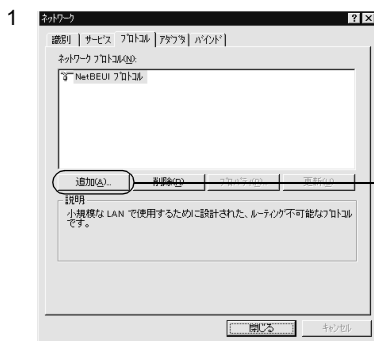 1
ネットワーク
識別 サービス プロトコル アダプタ バインド
ネットワーク プロトコル(N):
NetBEUI プロトコル
追加(A)... 削除(R) プロパティ(P)... 更新(U)
説明
小規模な LAN で使用するために設計された、ルーティング不可能なプロトコル
です。
閉じる キャンセル